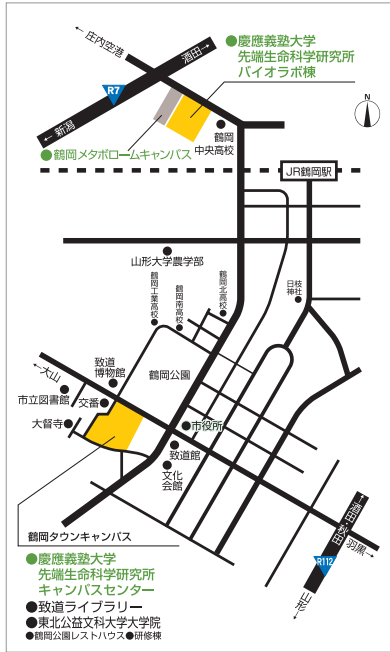 ←庄内空港
酒田→
R7
←新潟
●慶應義塾大学
先端生命科学研究所
バイオラボ棟
N
●鶴岡メタボロームキャンパス
鶴岡
中央高校
JR鶴岡駅
山形大学農学部
鶴岡工業高校
鶴岡南高校
鶴岡北高校
日枝
神社
致道
博物館
鶴岡公園
←大山
市立図書館
交番
大督寺
市役所
致道館
文化
会館
←酒田・秋田
羽黒→
R112
山形→
鶴岡タウンキャンパス
●慶應義塾大学
先端生命科学研究所
キャンパスセンター
●致道ライブラリー
●東北公益文科大学大学院
●鶴岡公園レストハウス●研修棟